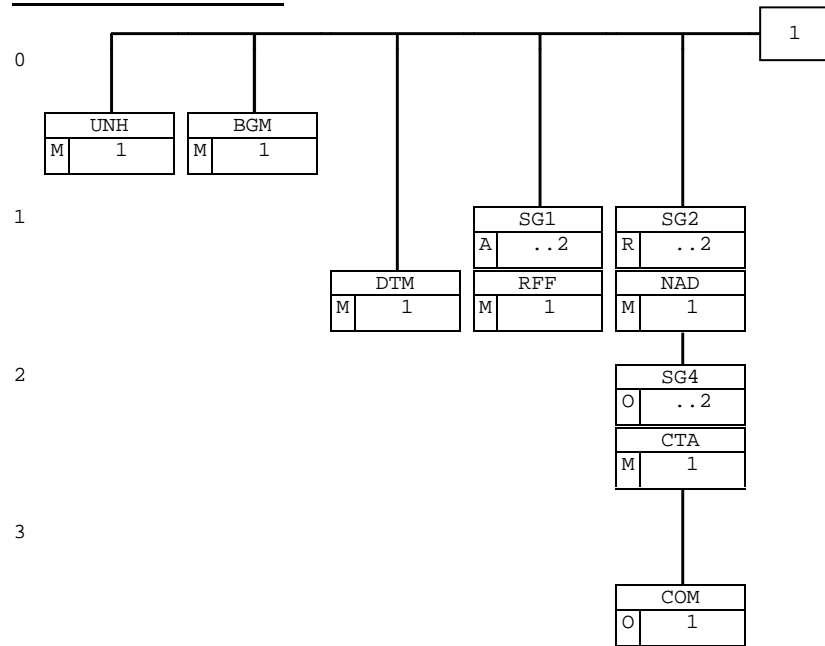 1
0
UNH BGM
M 1 M 1
1
SG1 SG2
A ..2 R ..2
DTM RFF NAD
M 1 M 1 M 1
2
SG4
O ..2
CTA
M 1
3
COM
O 1